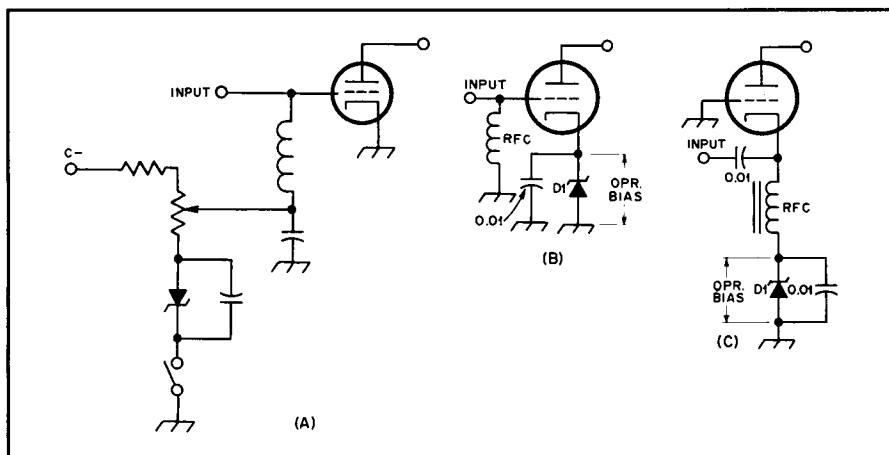 INPUT
C-
(A)
INPUT
RFC
0.01
D1
OPR.
BIAS
(B)
INPUT
0.01
RFC
OPR.
BIAS
D1
0.01
(C)